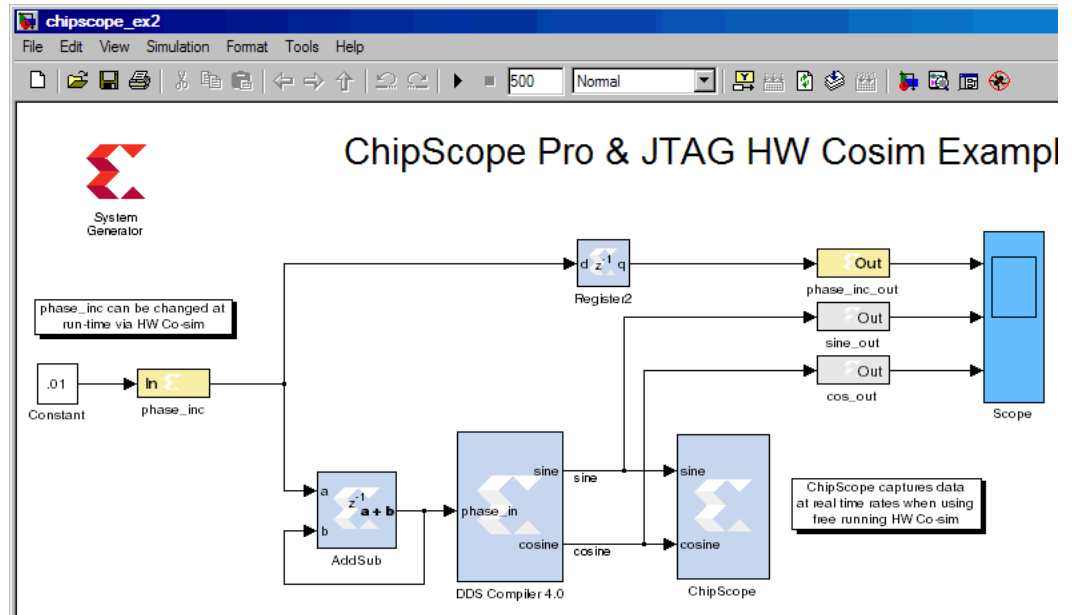 chipscope_ex2
File Edit View Simulation Format Tools Help
500 Normal
ChipScope Pro & JTAG HW Cosim Exampl
System
Generator
d z-1 q
Register2
Out
phase_inc_out
phase_inc can be changed at
run-time via HW Co-sim
Out
sine_out
.01
Constant
In
phase_inc
Out
cos_out
Scope
a
b
z-1
a + b
AddSub
phase_in
sine
cosine
DDS Compiler 4.0
sine
cosine
sine
cosine
ChipScope
ChipScope captures data
at real time rates when using
free running HW Co-sim